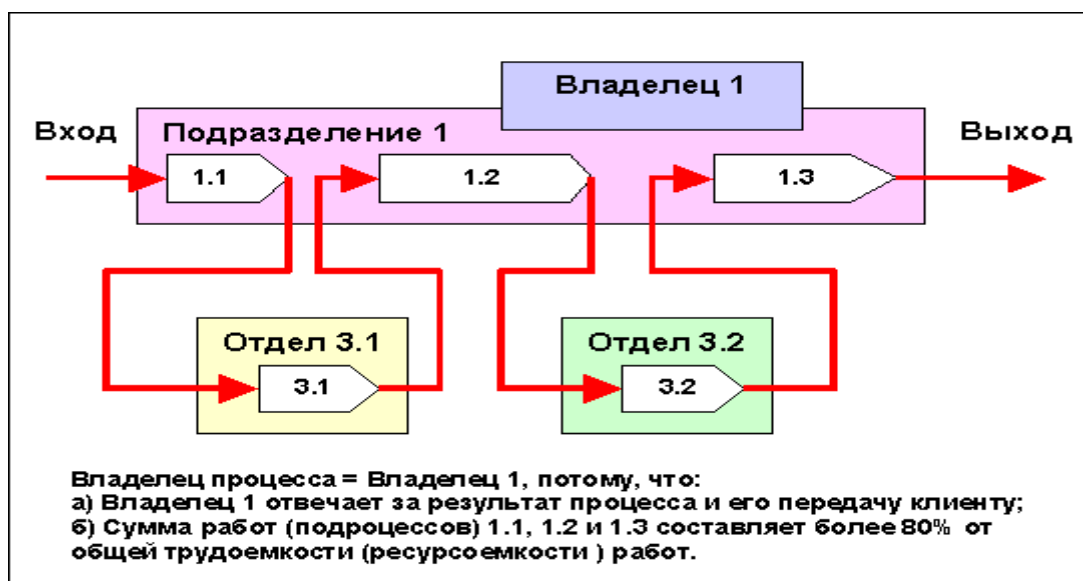 Владелец 1
Вход
Подразделение 1
Выход
1.1
1.2
1.3
Отдел 3.1
Отдел 3.2
3.1
3.2
Владелец процесса = Владелец 1, потому, что:
а) Владелец 1 отвечает за результат процесса и его передачу клиенту;
б) Сумма работ (подроцессов) 1.1, 1.2 и 1.3 составляет более 80% от
общей трудоемкости (ресурсоемкости ) работ.